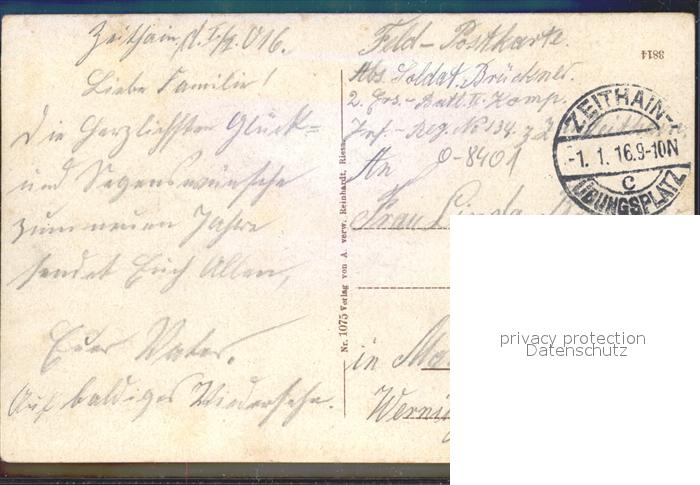 Zeithain, d. 1/1. 016.
Liebe Familie!
Die herzlichsten Glück=
und Segenswünsche
zum neuen Jahre
sendet Euch Allen,
Euer Vater.
Auf baldiges Wiedersehn.
Nr. 1075 Verlag von A. verw. Reinhardt, Riesa
3814
Feld-Postkarte.
Abs. Soldat. Brückner.
2. Ers.-Batl. II. Komp.
Inf.-Reg. No 134. z. Z.
An 0-8401
Frau Linda
in
Werni
ZEITHAIN
-1. 1. 16. 9-10N
c
ÜBUNGSPLATZ
privacy protection
Datenschutz